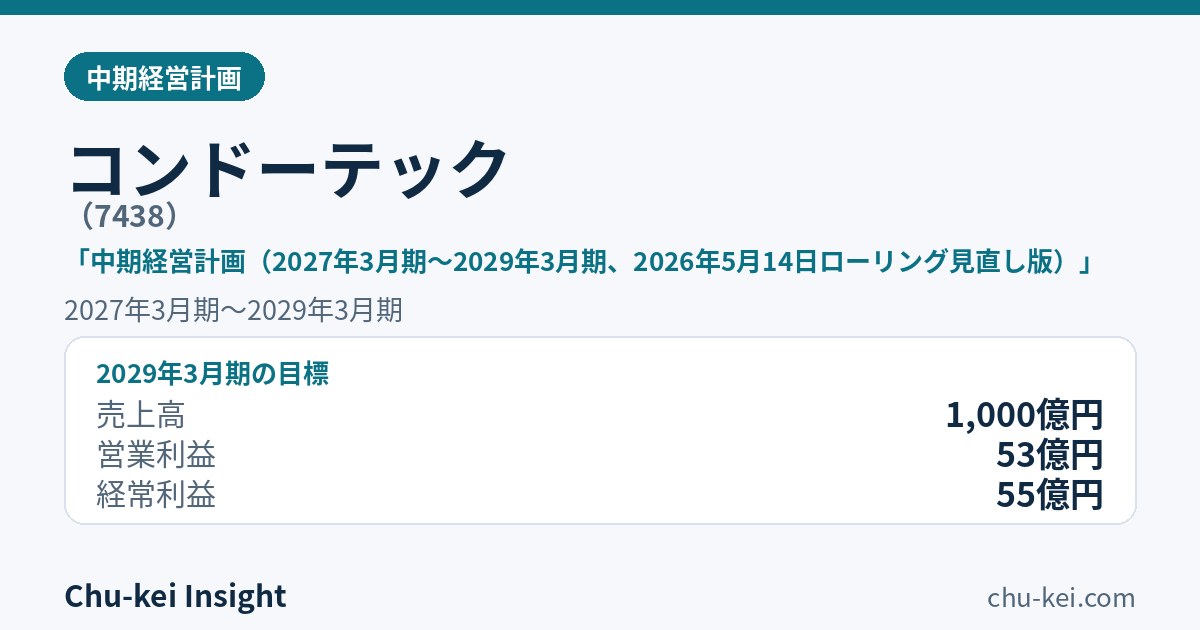 中期経営計画
コンドーテック
（7438）
「中期経営計画（2027年3月期～2029年3月期、2026年5月14日ローリング見直し版）」
2027年3月期～2029年3月期
2029年3月期の目標
売上高 1,000億円
営業利益 53億円
経常利益 55億円
Chu-kei Insight chu-kei.com